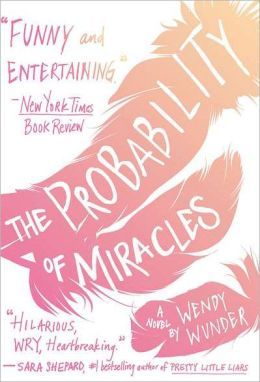 "FUNNY and
ENTERTAINING."
—NEW YORK TIMES
BOOK REVIEW
THE PROBABILITY
OF MIRACLES
A
NOVEL
BY
WENDY
WUNDER
"HILARIOUS,
WRY, Heartbreaking."
—SARA SHEPARD, #1 bestselling author of PRETTY LITTLE LIARS